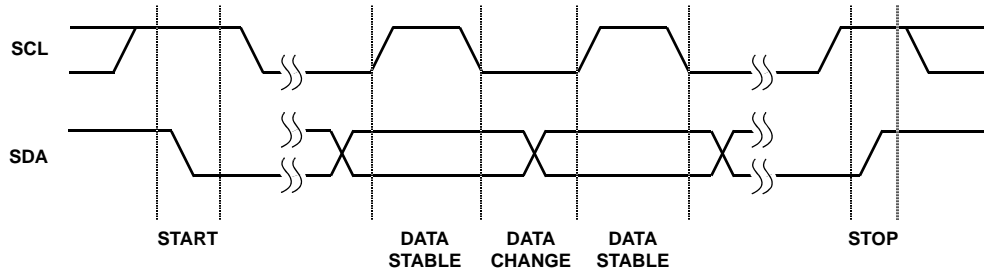 SCL
SDA
START
DATA
STABLE
DATA
CHANGE
DATA
STABLE
STOP